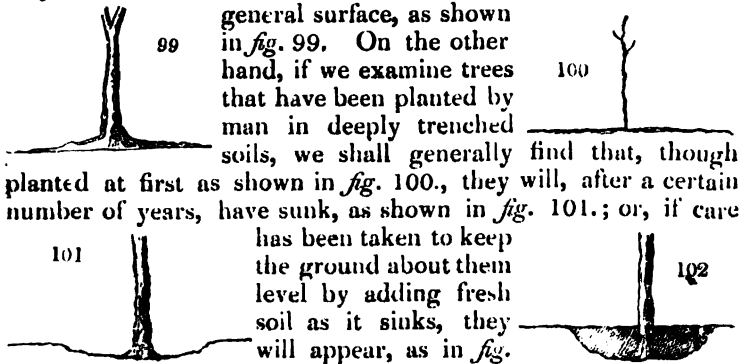 general surface, as shown
99
in fig. 99. On the other
hand, if we examine trees
100
that have been planted by
man in deeply trenched
soils, we shall generally find that, though
planted at first as shown in fig. 100., they will, after a certain
number of years, have sunk, as shown in fig. 101.; or, if care
has been taken to keep
101
the ground about them
102
level by adding fresh
soil as it sinks, they
will appear, as in fig.